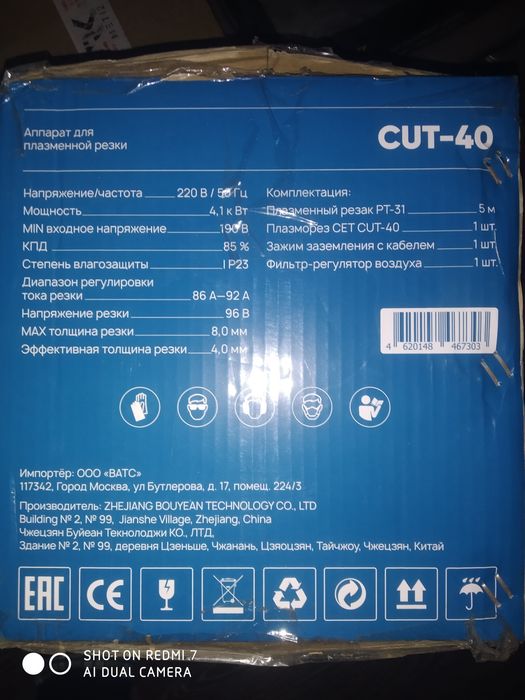 Аппарат для
плазменной резки
CUT-40
Напряжение/частота 220 В / 50 Гц
Мощность 4,1 к Вт
MIN входное напряжение 190 В
КПД 85 %
Степень влагозащиты I P23
Диапазон регулировки
тока резки 86 А—92 А
Напряжение резки 96 В
MAX толщина резки 8,0 мм
Эффективная толщина резки 4,0 мм
Комплектация:
Плазменный резак РТ-31 5 м
Плазморез СЕТ CUT-40 1 шт.
Зажим заземления с кабелем 1 шт.
Фильтр-регулятор воздуха 1 шт.
4 620148 467303
Импортёр: ООО «ВАТС»
117342, Город Москва, ул Бутлерова, д. 17, помещ. 224/3
Производитель: ZHEJIANG BOUYEAN TECHNOLOGY CO., LTD
Building № 2, № 99, Jianshe Village, Zhejiang, China
Чжецзян Буйеан Текнолоджи КО., ЛТД,
Здание № 2, № 99, деревня Цзеньше, Чжанань, Цзяоцзян, Тайчжоу, Чжецзян, Китай
EAC CE
SHOT ON REDMI 7
AI DUAL CAMERA